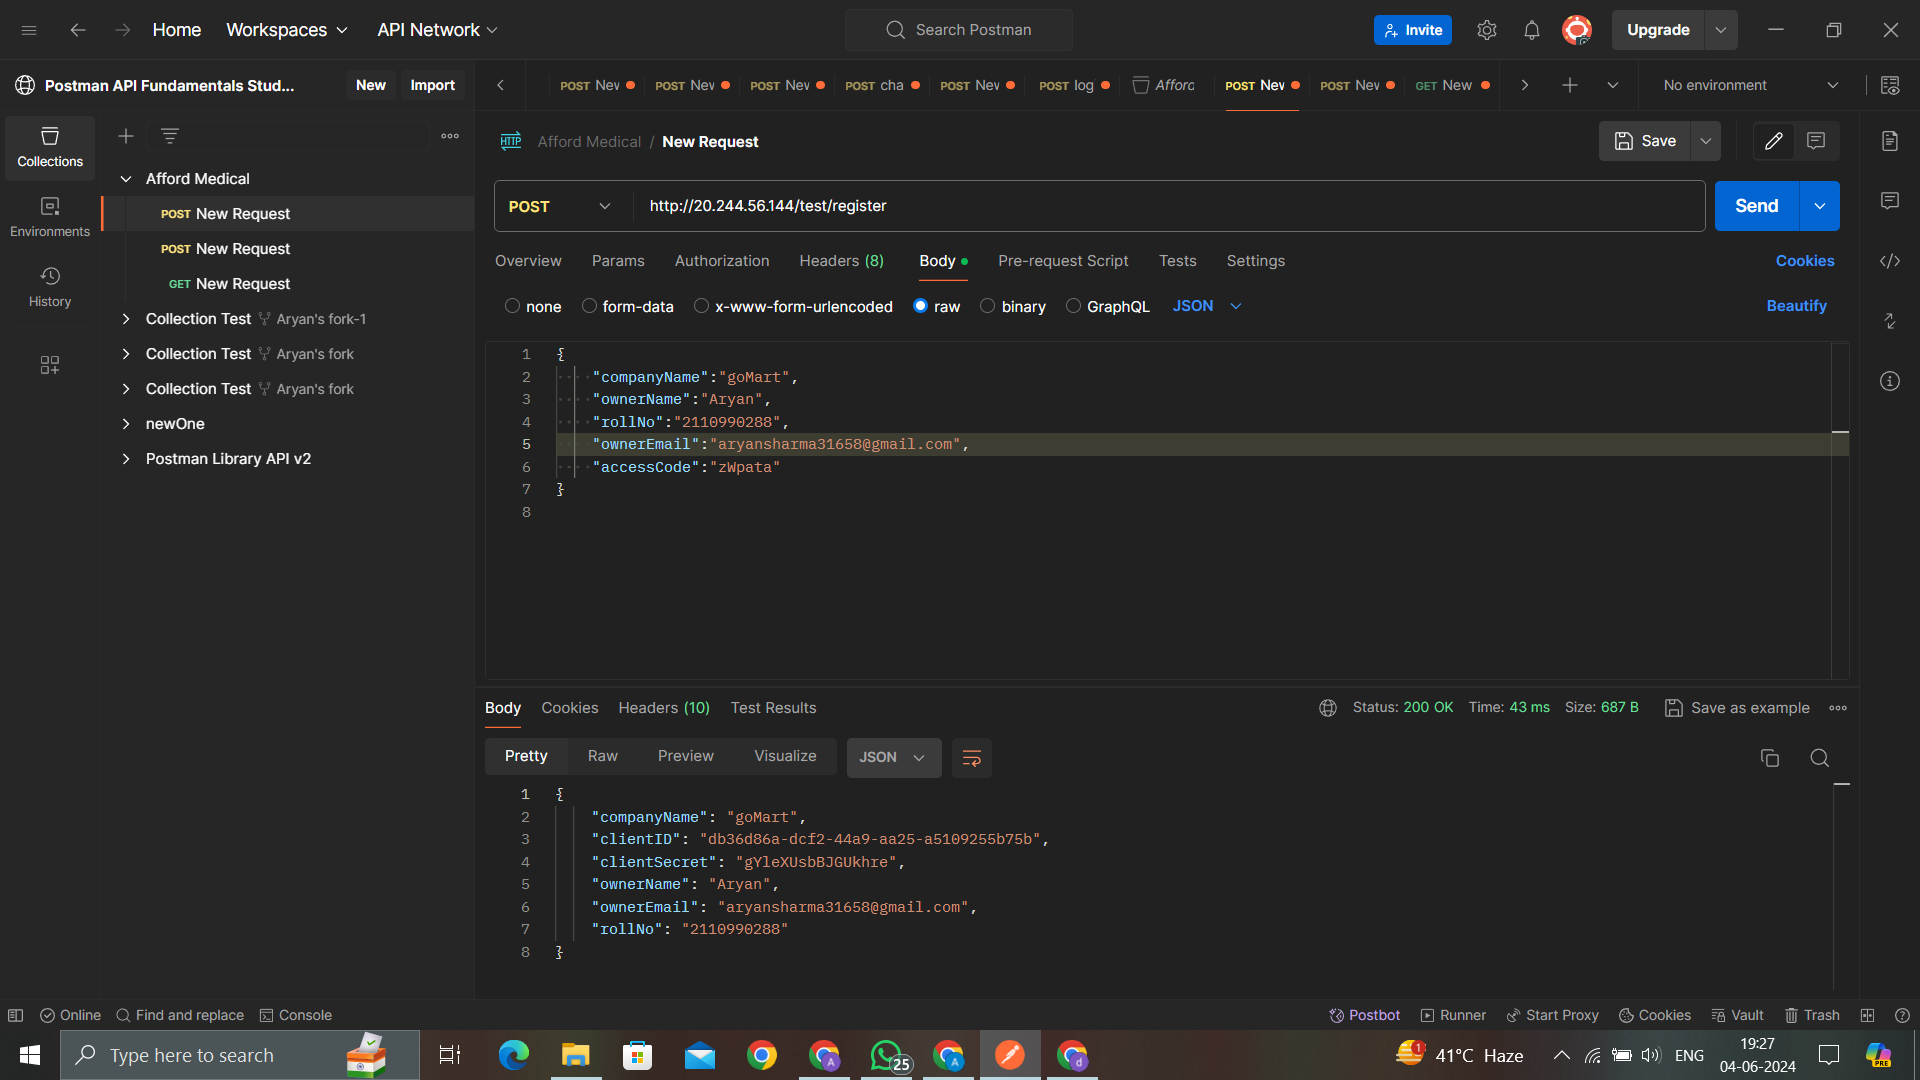 Home Workspaces API Network Search Postman Invite Upgrade
Postman API Fundamentals Stud... New Import POST Nev POST Nev POST Nev POST cha POST Nev POST log Afford POST Nev POST Nev GET New No environment
Collections
Environments
History
Afford Medical
POST New Request
POST New Request
GET New Request
Collection Test Aryan's fork-1
Collection Test Aryan's fork
Collection Test Aryan's fork
newOne
Postman Library API v2
HTTP Afford Medical / New Request Save
POST http://20.244.56.144/test/register Send
Overview Params Authorization Headers (8) Body Pre-request Script Tests Settings Cookies
none form-data x-www-form-urlencoded raw binary GraphQL JSON Beautify
1 {
2 "companyName":"goMart",
3 "ownerName":"Aryan",
4 "rollNo":"2110990288",
5 "ownerEmail":"aryansharma31658@gmail.com",
6 "accessCode":"zWpata"
7 }
8
Body Cookies Headers (10) Test Results Status: 200 OK Time: 43 ms Size: 687 B Save as example
Pretty Raw Preview Visualize JSON
1 {
2 "companyName": "goMart",
3 "clientID": "db36d86a-dcf2-44a9-aa25-a5109255b75b",
4 "clientSecret": "gYleXUsbBJGUkhre",
5 "ownerName": "Aryan",
6 "ownerEmail": "aryansharma31658@gmail.com",
7 "rollNo": "2110990288"
8 }
Online Find and replace Console Postbot Runner Start Proxy Cookies Vault Trash
Type here to search A 25 A d 1 41°C Haze ENG 19:27
04-06-2024 PRE